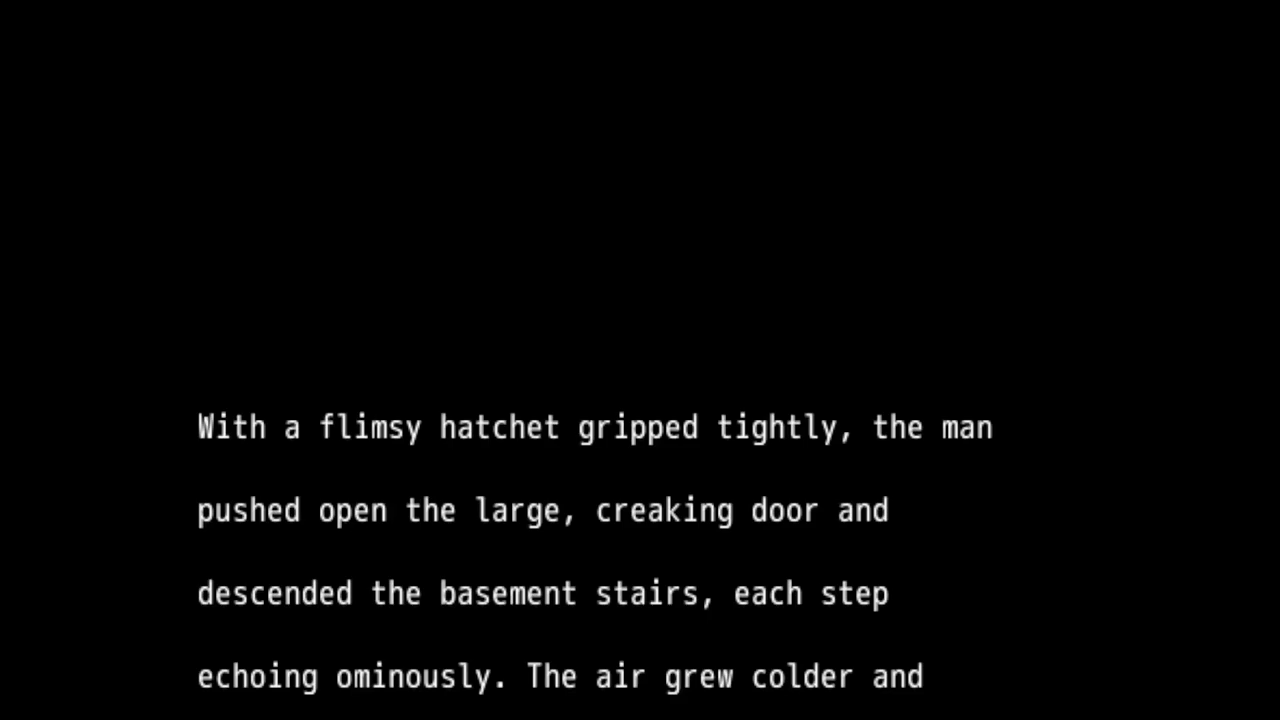 With a flimsy hatchet gripped tightly, the man
pushed open the large, creaking door and
descended the basement stairs, each step
echoing ominously. The air grew colder and